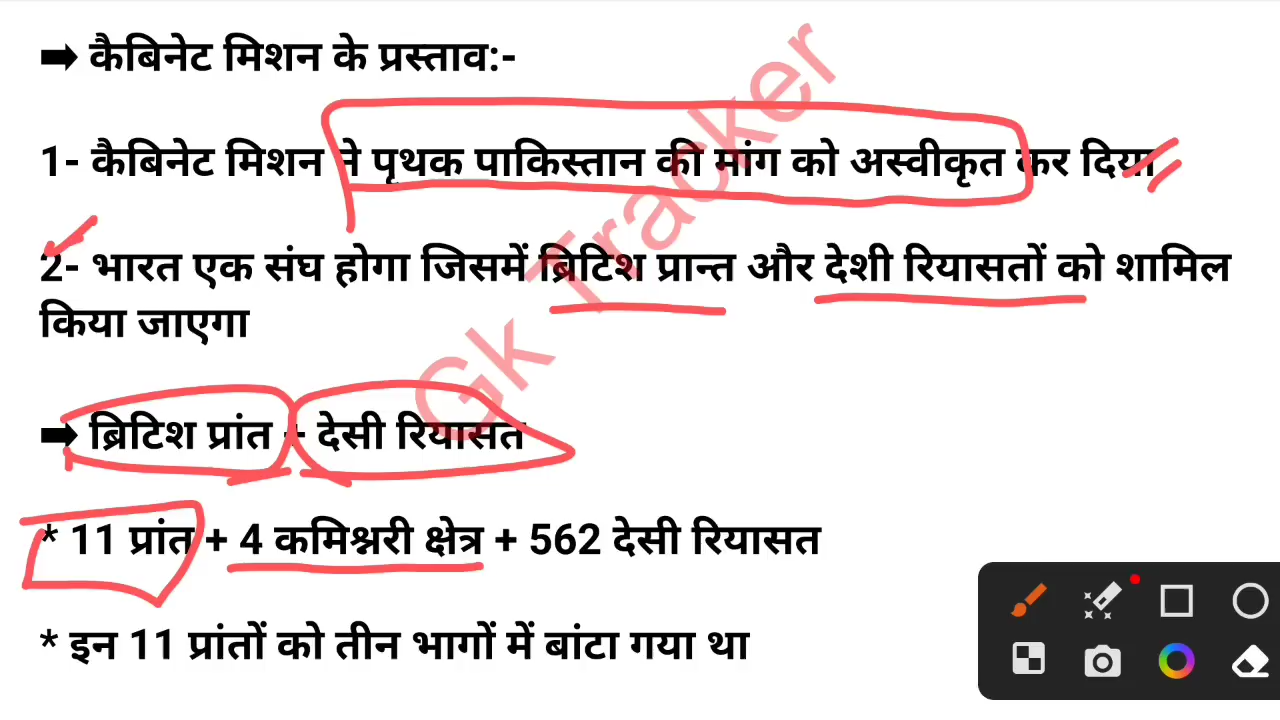 ➡ कैबिनेट मिशन के प्रस्ताव:-
1- कैबिनेट मिशन ने पृथक पाकिस्तान की मांग को अस्वीकृत कर दिया
2- भारत एक संघ होगा जिसमें ब्रिटिश प्रान्त और देशी रियासतों को शामिल
किया जाएगा
➡ ब्रिटिश प्रांत + देसी रियासत
* 11 प्रांत + 4 कमिश्नरी क्षेत्र + 562 देसी रियासत
* इन 11 प्रांतों को तीन भागों में बांटा गया था
Gk Tracker